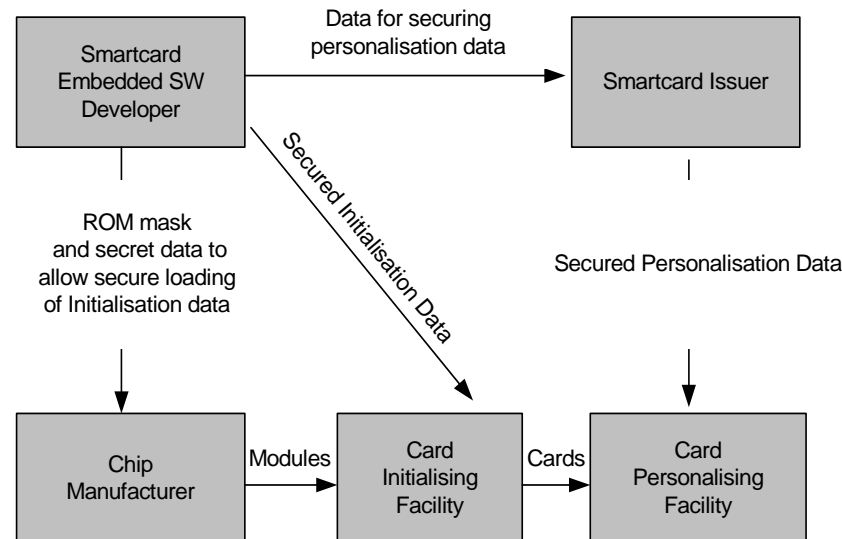 Data for securing
personalisation data
Smartcard
Embedded SW
Developer
Smartcard Issuer
Secured Initialisation Data
ROM mask
and secret data to
allow secure loading
of Initialisation data
Secured Personalisation Data
Chip
Manufacturer
Modules
Card
Initialising
Facility
Cards
Card
Personalising
Facility